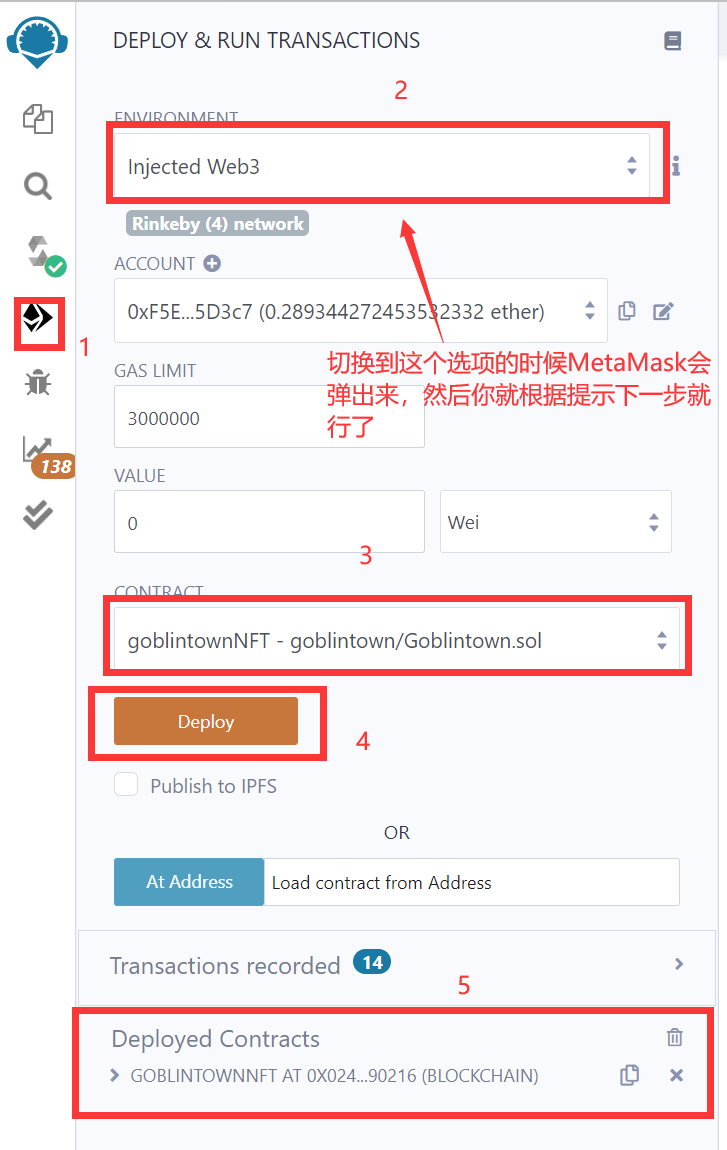 DEPLOY & RUN TRANSACTIONS
2
ENVIRONMENT
Injected Web3
Rinkeby (4) network
ACCOUNT
0xF5E...5D3c7 (0.289344272453532332 ether)
1
切换到这个选项的时候MetaMask会
弹出来，然后你就根据提示下一步就
行了
GAS LIMIT
3000000
138
VALUE
0
Wei
3
CONTRACT
goblintownNFT - goblintown/Goblintown.sol
Deploy
4
Publish to IPFS
OR
At Address
Load contract from Address
Transactions recorded 14
5
Deployed Contracts
GOBLINTOWNNFT AT 0X024...90216 (BLOCKCHAIN)